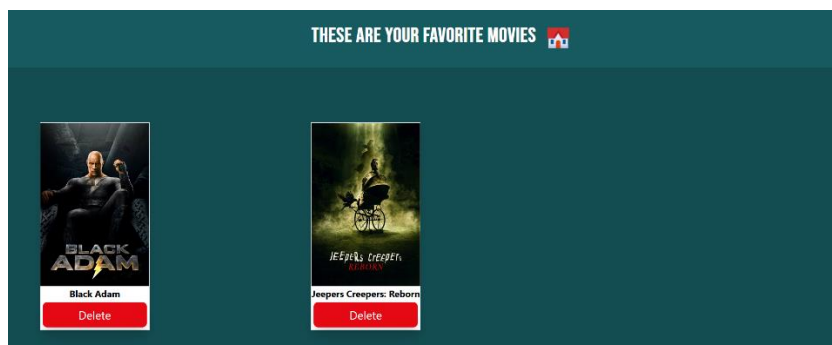 THESE ARE YOUR FAVORITE MOVIES
BLACK
ADAM
Black Adam
Delete
JEEPERS CREEPERS
REBORN
Jeepers Creepers: Reborn
Delete